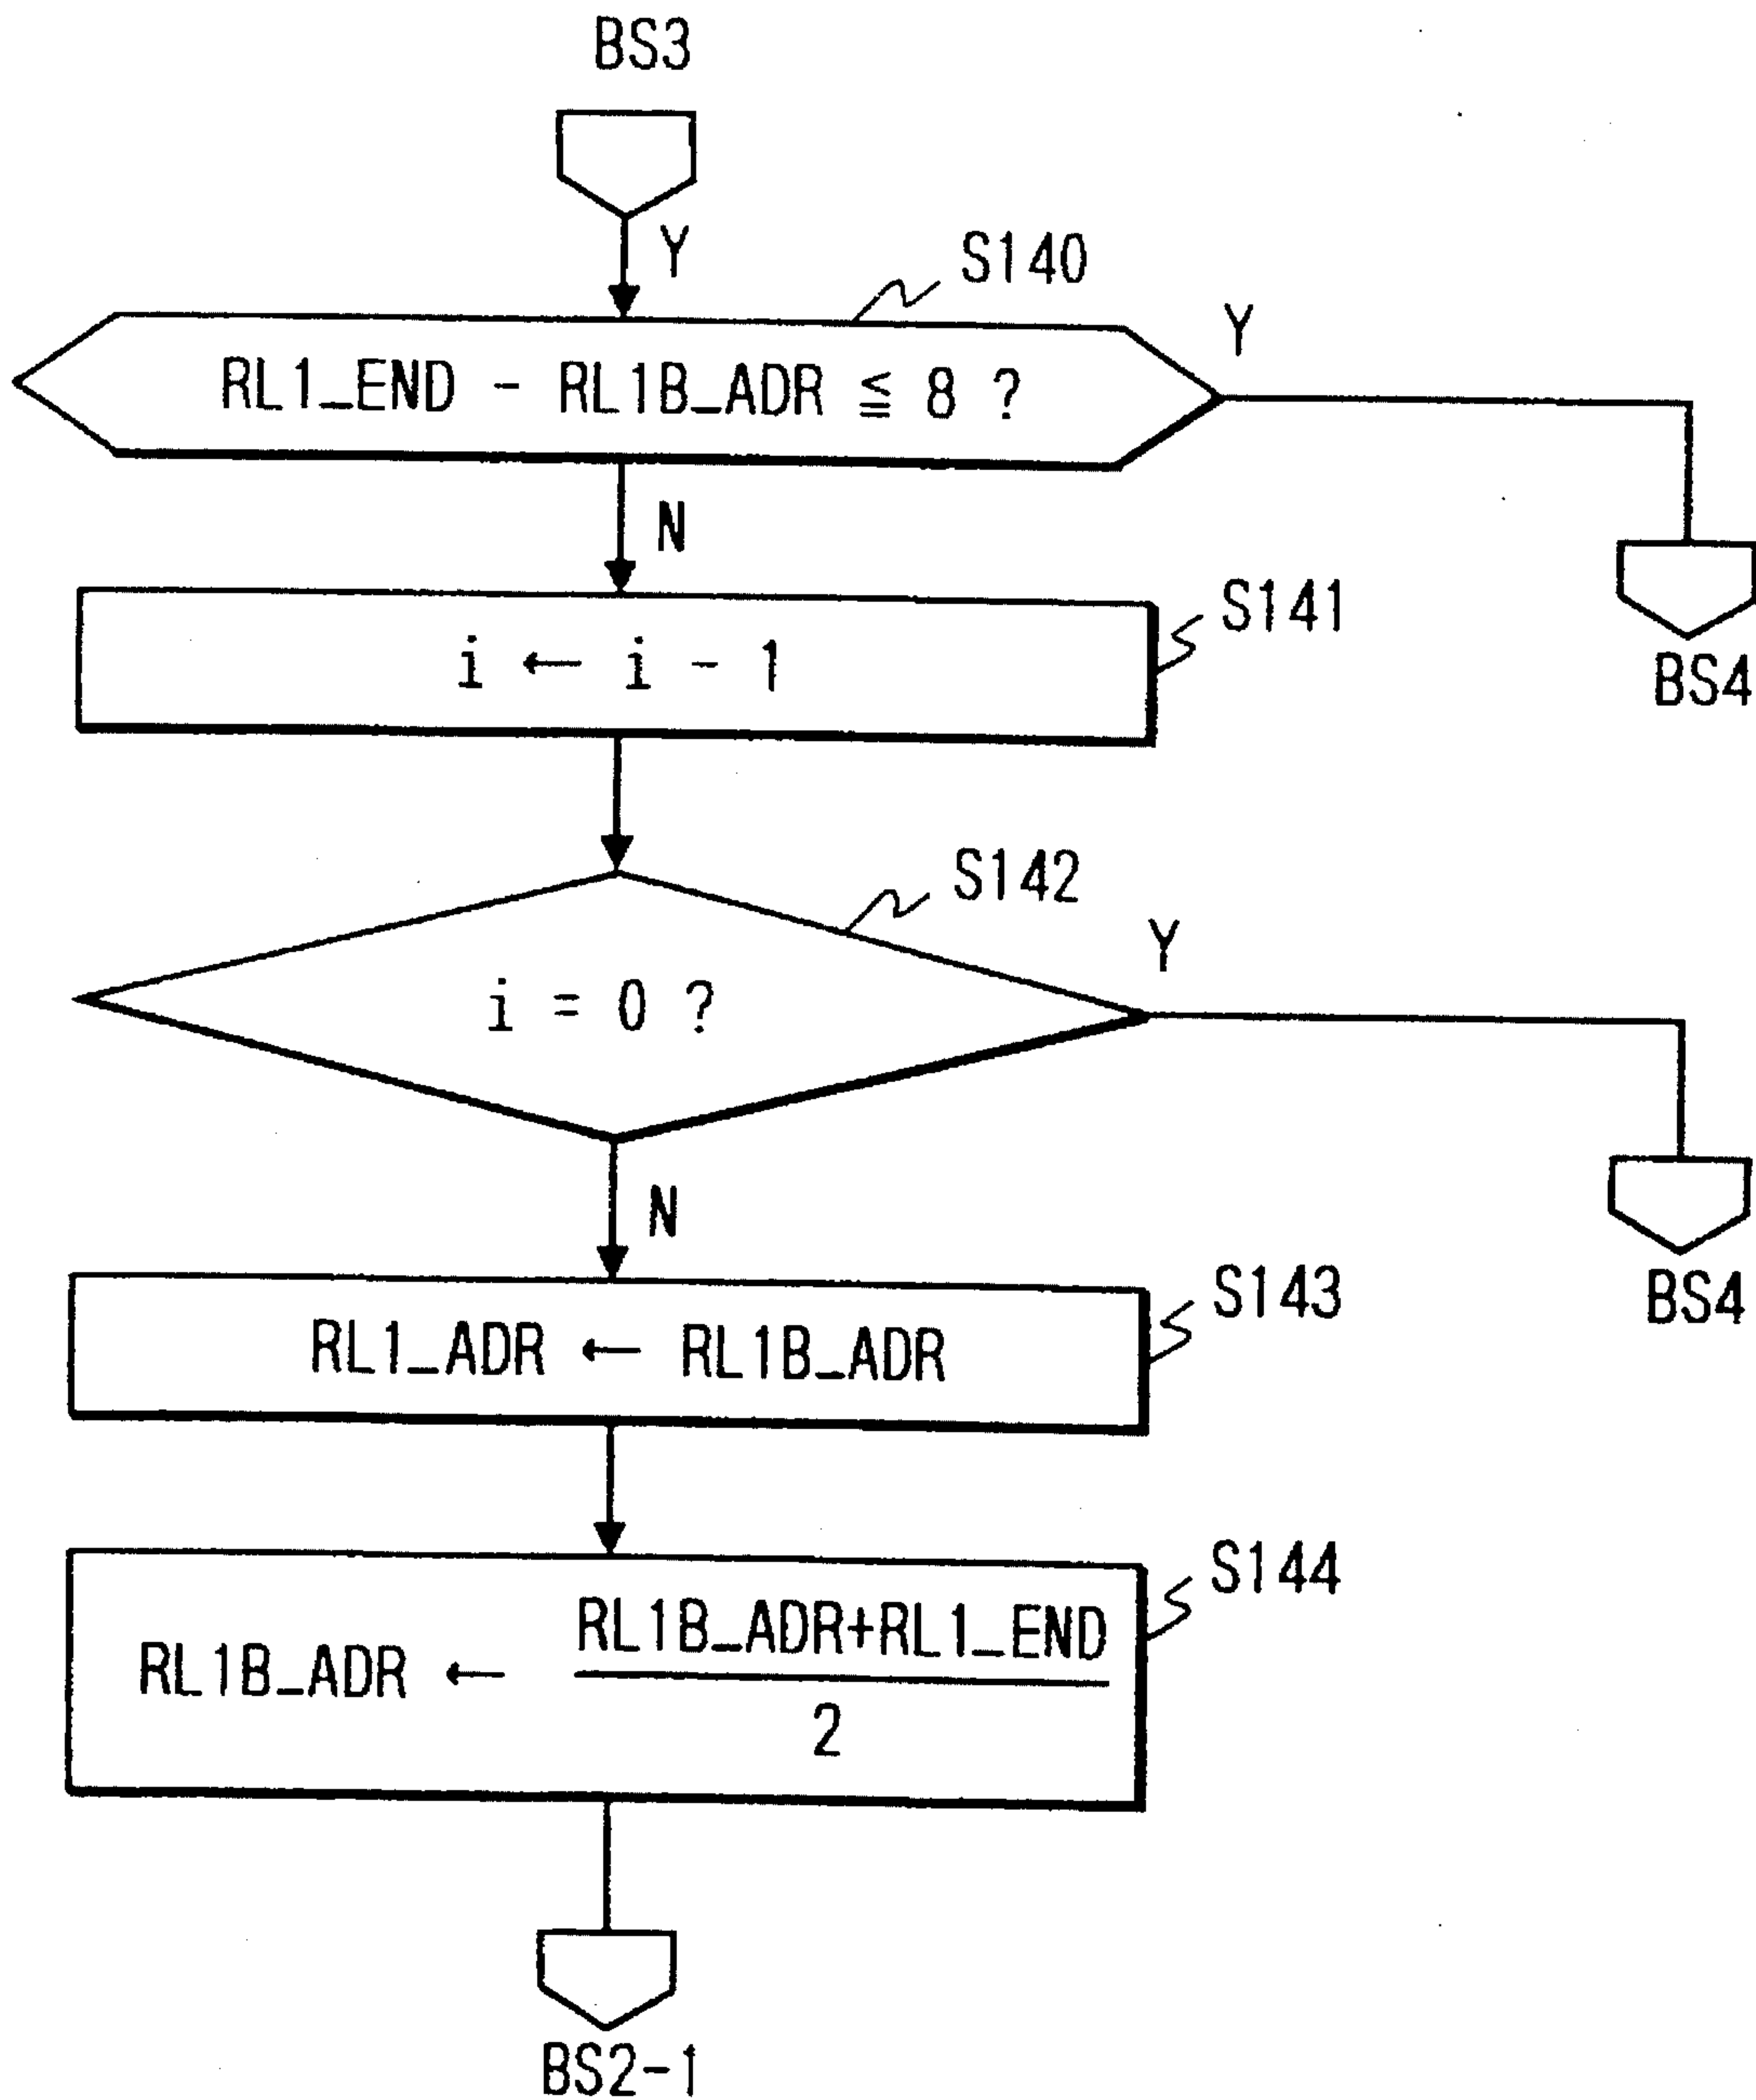 BS3
Y
S140
RL1_END - RL1B_ADR ≦ 8 ?
Y
N
BS4
S141
i ← i - 1
S142
i = 0 ?
Y
N
BS4
S143
RL1_ADR ← RL1B_ADR
S144
RL1B_ADR ← RL1B_ADR+RL1_END
2
BS2-1